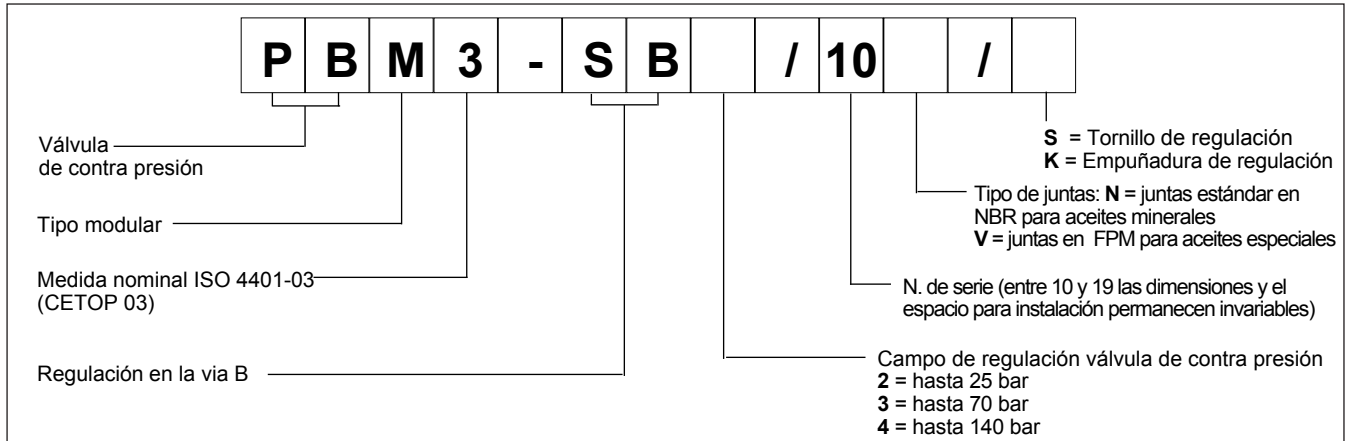 P B M 3 - S B / 10 /
Válvula
de contra presión
Tipo modular
Medida nominal ISO 4401-03
(CETOP 03)
Regulación en la via B
S = Tornillo de regulación
K = Empuñadura de regulación
Tipo de juntas: N = juntas estándar en
NBR para aceites minerales
V = juntas en FPM para aceites especiales
N. de serie (entre 10 y 19 las dimensiones y el
espacio para instalación permanecen invariables)
Campo de regulación válvula de contra presión
2 = hasta 25 bar
3 = hasta 70 bar
4 = hasta 140 bar